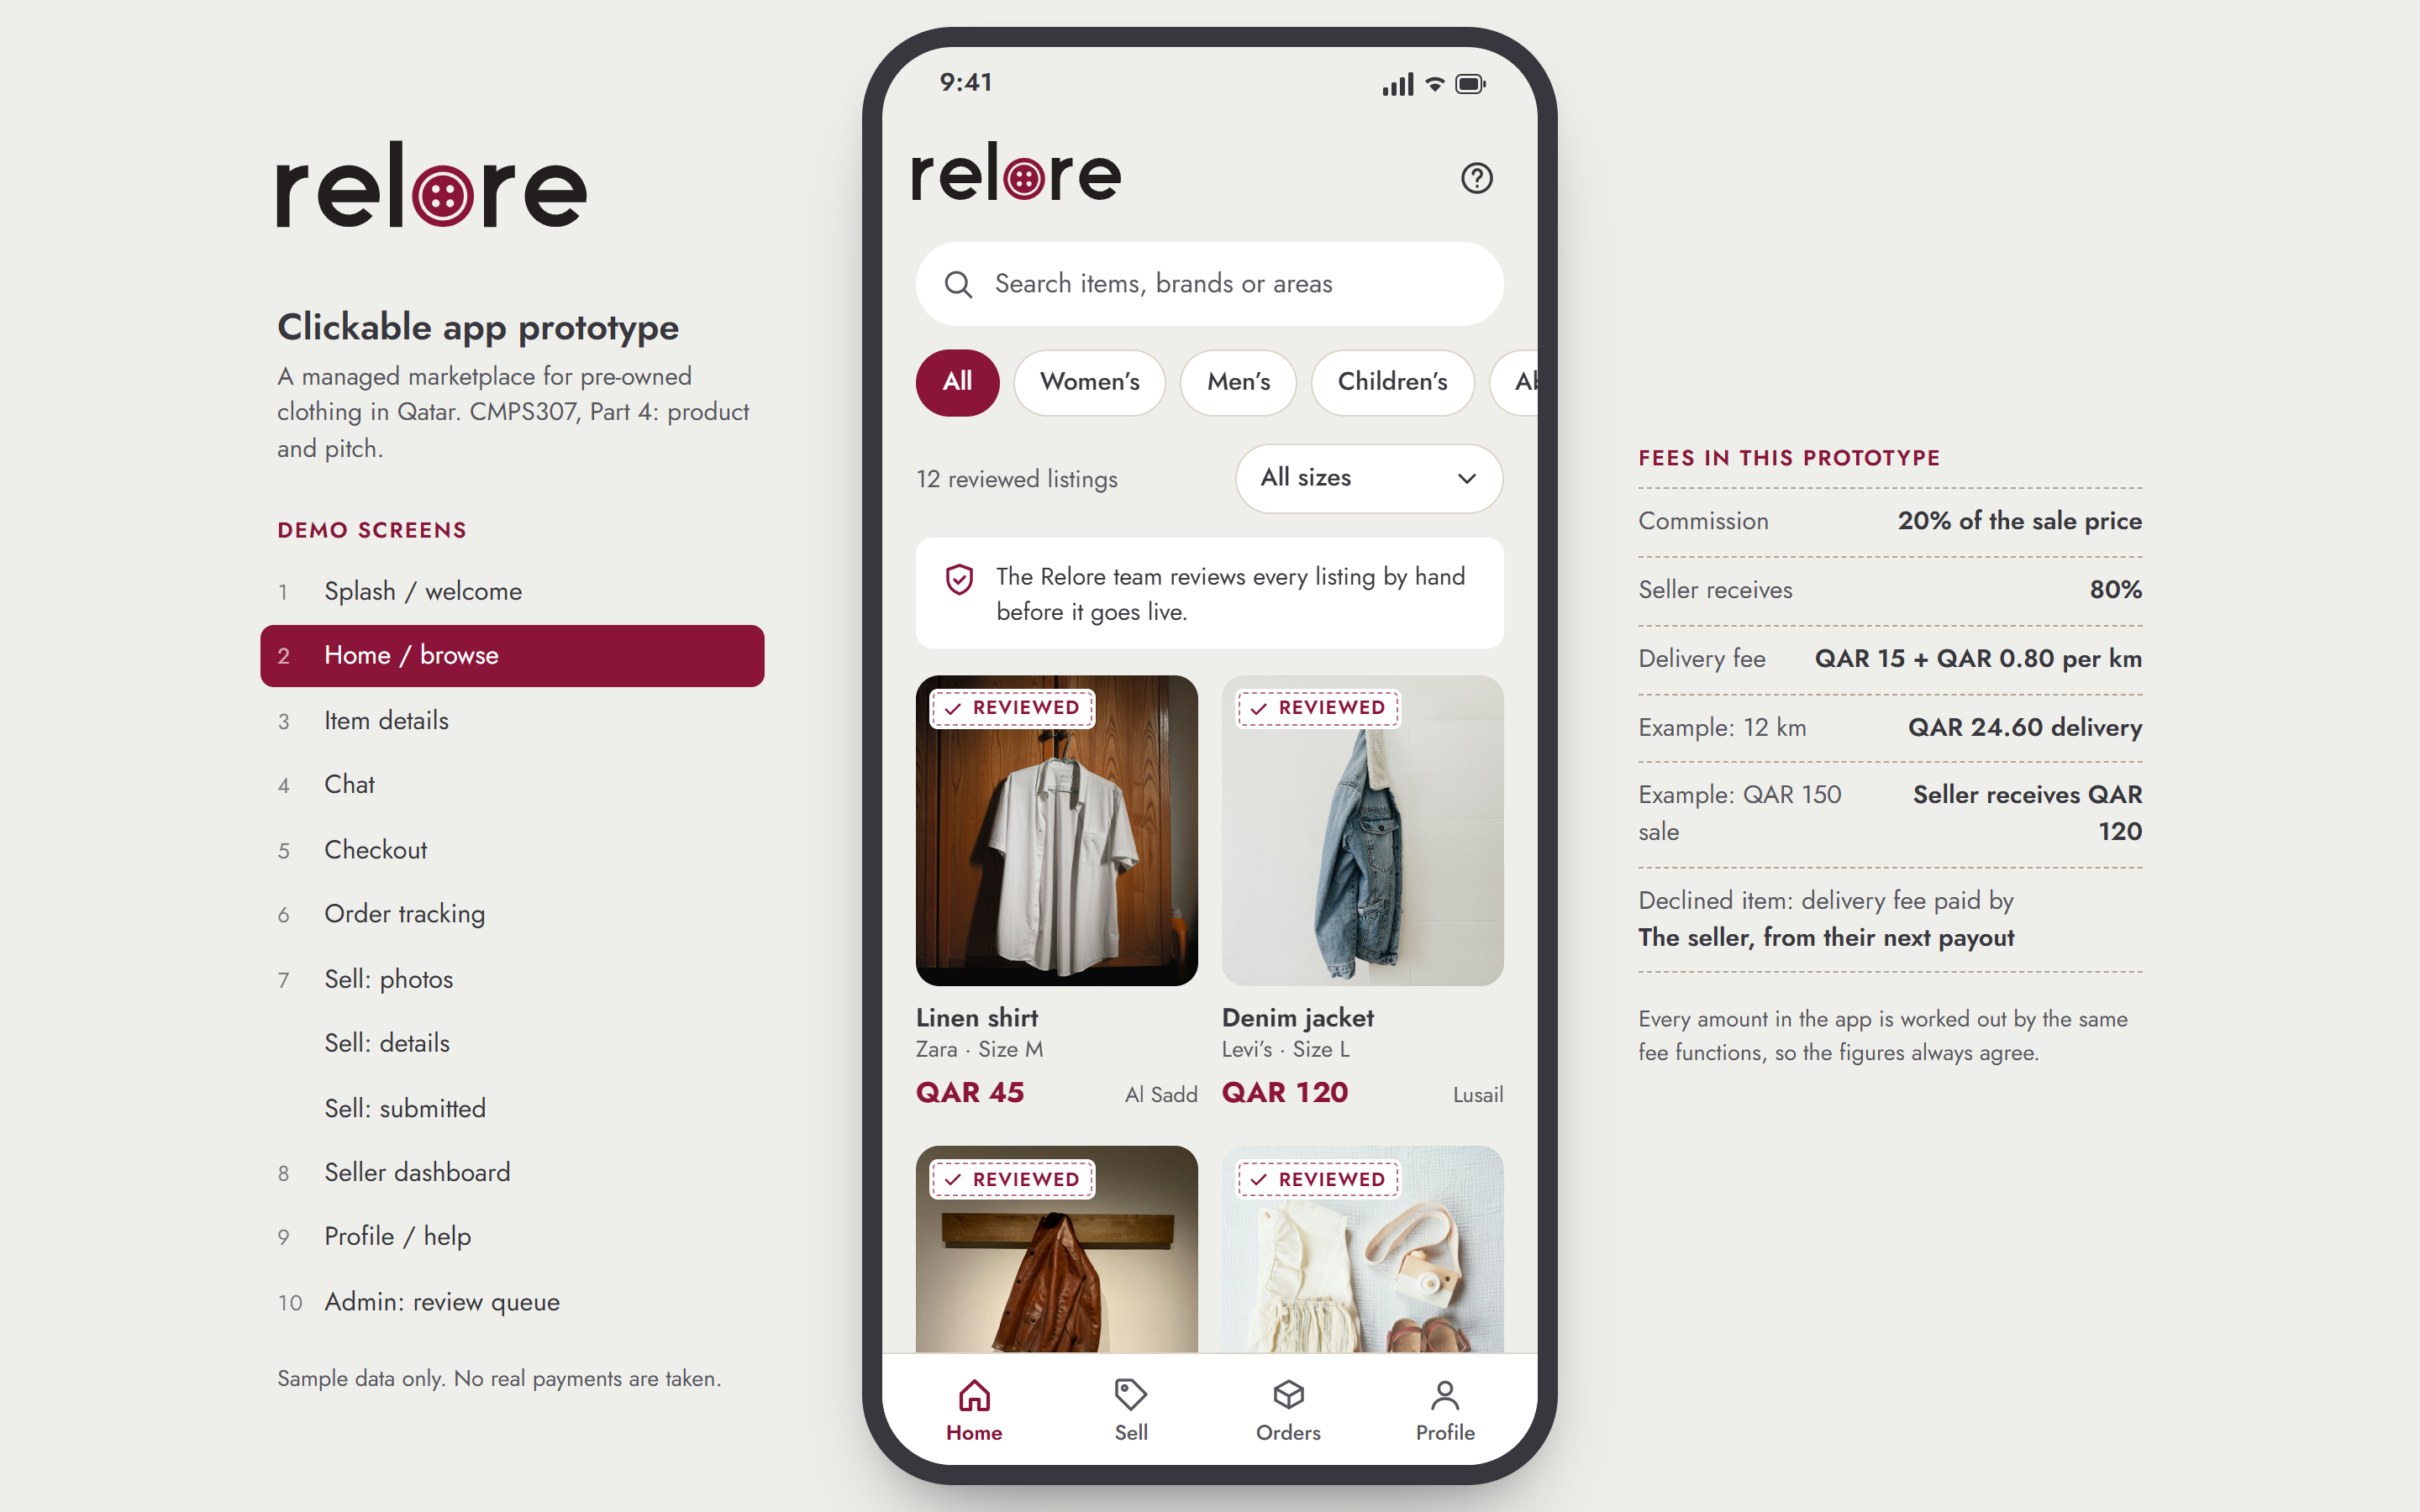 relore
Clickable app prototype
A managed marketplace for pre-owned
clothing in Qatar. CMPS307, Part 4: product
and pitch.
DEMO SCREENS
1 Splash / welcome
2 Home / browse
3 Item details
4 Chat
5 Checkout
6 Order tracking
7 Sell: photos
Sell: details
Sell: submitted
8 Seller dashboard
9 Profile / help
10 Admin: review queue
Sample data only. No real payments are taken.
9:41
relore
Search items, brands or areas
All Women’s Men’s Children’s
12 reviewed listings All sizes
The Relore team reviews every listing by hand
before it goes live.
REVIEWED REVIEWED
Linen shirt Denim jacket
Zara · Size M Levi’s · Size L
QAR 45 Al Sadd QAR 120 Lusail
REVIEWED REVIEWED
Home Sell Orders Profile
FEES IN THIS PROTOTYPE
Commission 20% of the sale price
Seller receives 80%
Delivery fee QAR 15 + QAR 0.80 per km
Example: 12 km QAR 24.60 delivery
Example: QAR 150 Seller receives QAR
sale 120
Declined item: delivery fee paid by
The seller, from their next payout
Every amount in the app is worked out by the same
fee functions, so the figures always agree.